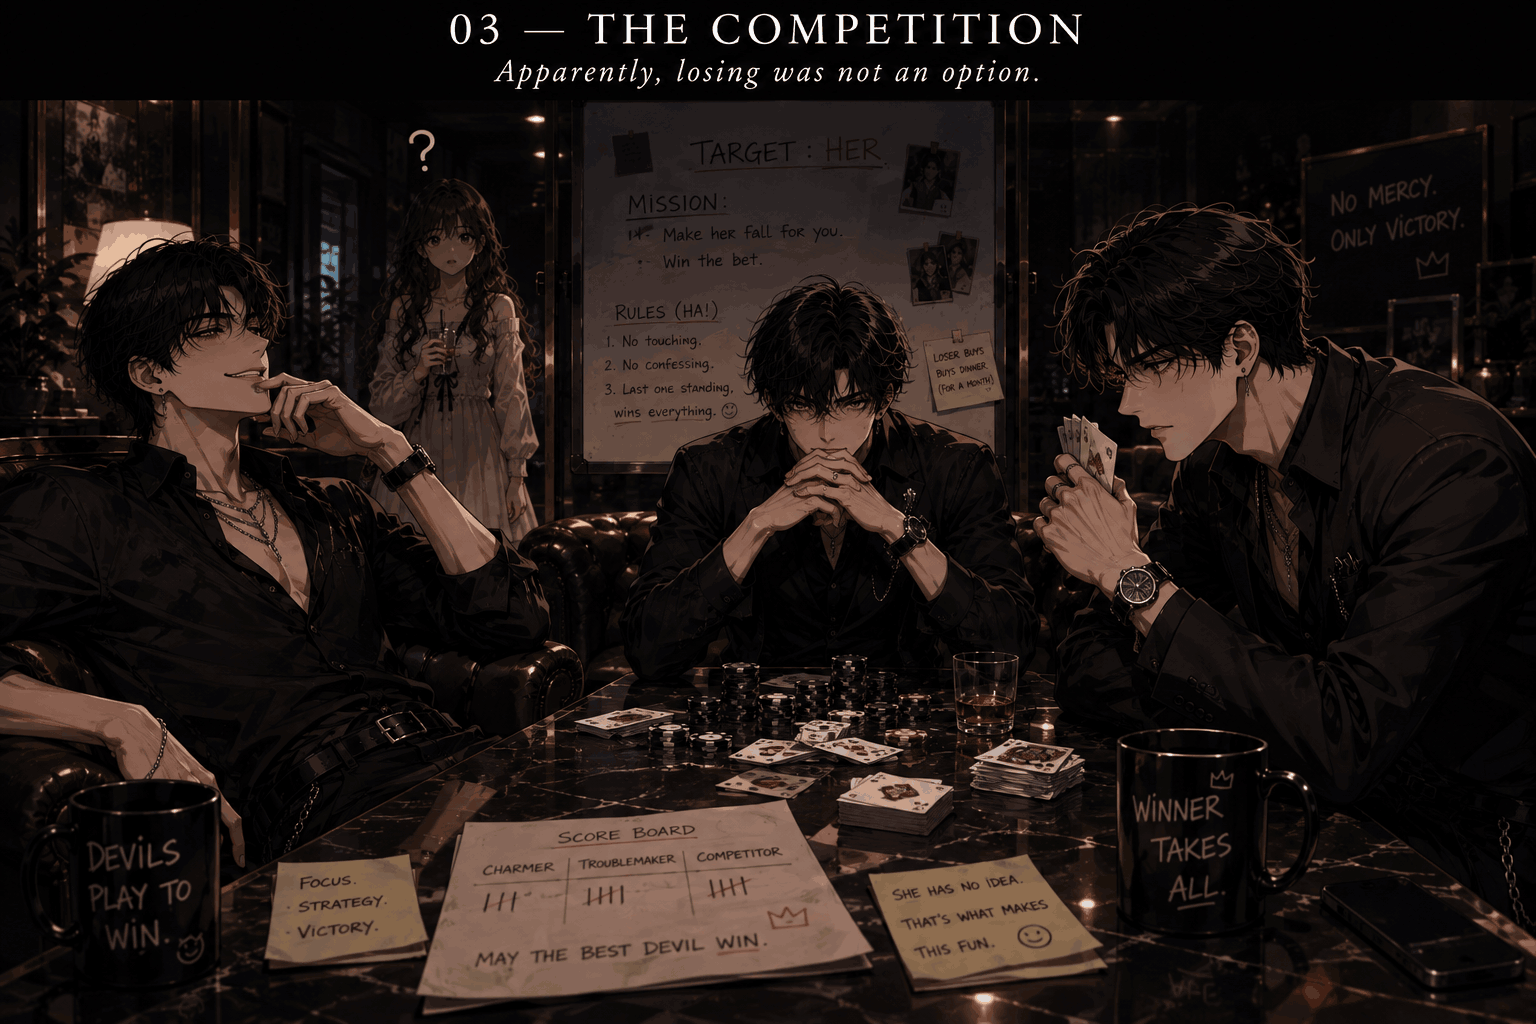 03 — THE COMPETITION
Apparently, losing was not an option.
?
TARGET : HER
MISSION:
Make her fall for you.
Win the bet.
RULES (HA!)
1. No touching.
2. No confessing.
3. Last one standing,
wins everything.
LOSER BUYS
BUYS DINNER
(FOR A MONTH)
NO MERCY.
ONLY VICTORY.
DEVILS
PLAY TO
WIN.
FOCUS.
STRATEGY.
VICTORY.
SCORE BOARD
CHARMER TROUBLEMAKER COMPETITOR
MAY THE BEST DEVIL WIN.
SHE HAS NO IDEA.
THAT'S WHAT MAKES
THIS FUN.
WINNER
TAKES
ALL.